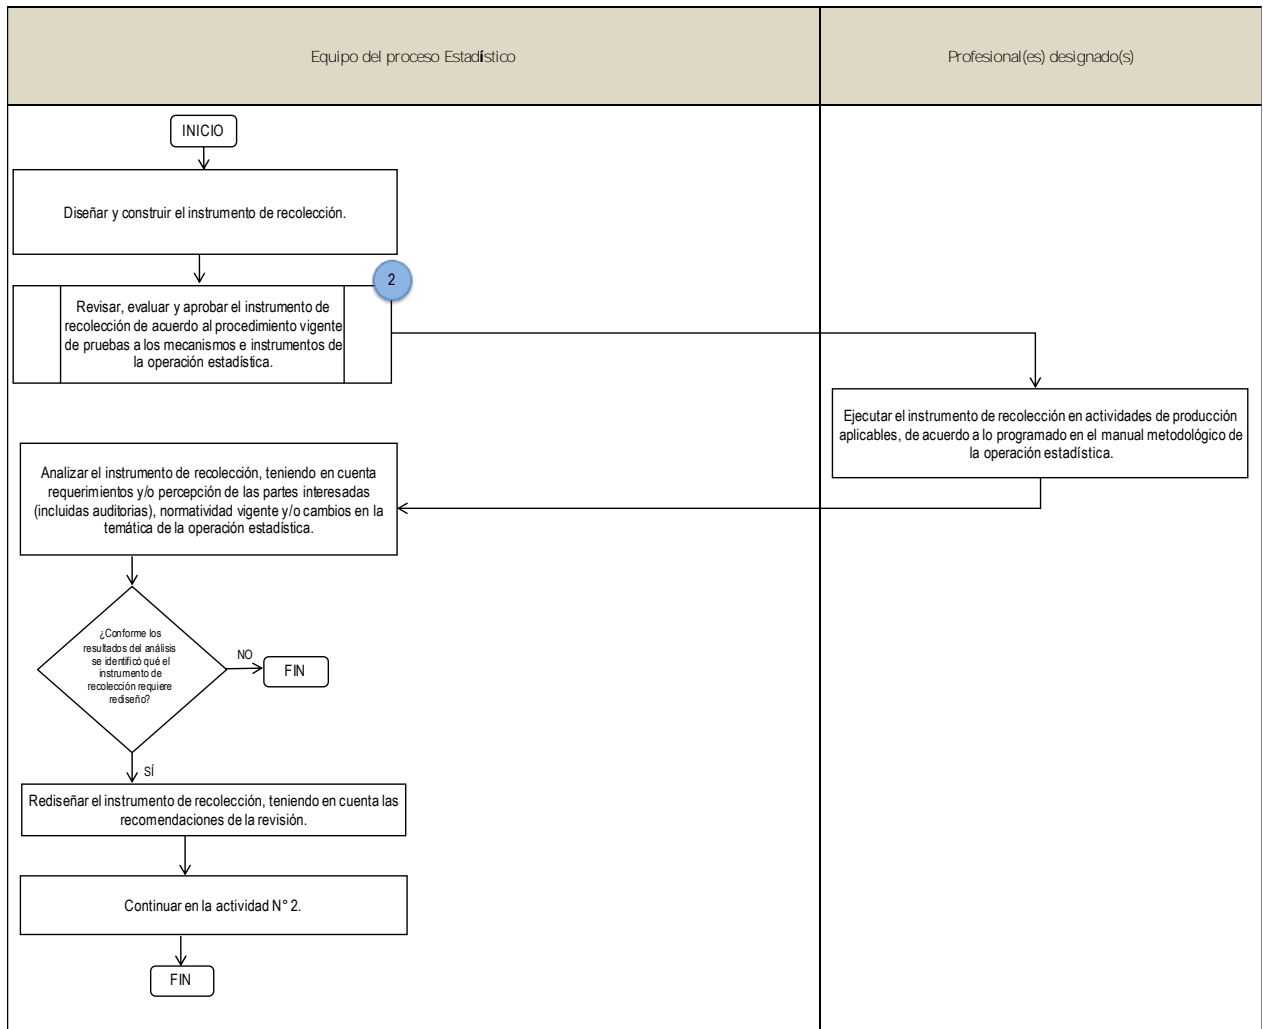 Equipo del proceso Estadístico
Profesional(es) designado(s)
INICIO
Diseñar y construir el instrumento de recolección.
2
Revisar, evaluar y aprobar el instrumento de
recolección de acuerdo al procedimiento vigente
de pruebas a los mecanismos e instrumentos de
la operación estadística.
Ejecutar el instrumento de recolección en actividades de producción
aplicables, de acuerdo a lo programado en el manual metodológico de
la operación estadística.
Analizar el instrumento de recolección, teniendo en cuenta
requerimientos y/o percepción de las partes interesadas
(incluidas auditorias), normatividad vigente y/o cambios en la
temática de la operación estadística.
¿Conforme los
resultados del análisis
se identificó qué el
instrumento de
recolección requiere
rediseño?
NO
FIN
SÍ
Rediseñar el instrumento de recolección, teniendo en cuenta las
recomendaciones de la revisión.
Continuar en la actividad N° 2.
FIN